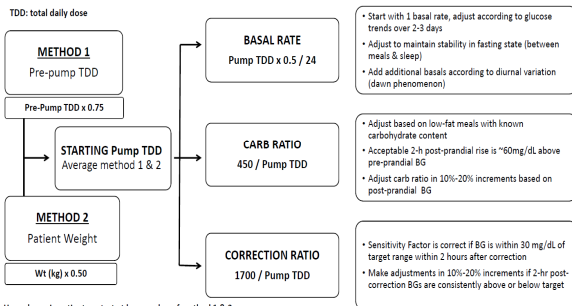 TDD: total daily dose
METHOD 1
Pre-pump TDD
Pre-Pump TDD x 0.75
STARTING Pump TDD
Average method 1 & 2
METHOD 2
Patient Weight
Wt (kg) x 0.50
BASAL RATE
Pump TDD x 0.5 / 24
CARB RATIO
450 / Pump TDD
CORRECTION RATIO
1700 / Pump TDD
• Start with 1 basal rate, adjust according to glucose
trends over 2-3 days
• Adjust to maintain stability in fasting state (between
meals & sleep)
• Add additional basals according to diurnal variation
(dawn phenomenon)
• Adjust based on low-fat meals with known
carbohydrate content
• Acceptable 2-h post-prandial rise is ~60mg/dL above
pre-prandial BG
• Adjust carb ratio in 10%-20% increments based on
post-prandial BG
• Sensitivity Factor is correct if BG is within 30 mg/dL of
target range within 2 hours after correction
• Make adjustments in 10%-20% increments if 2-hr post-
correction BGs are consistently above or below target